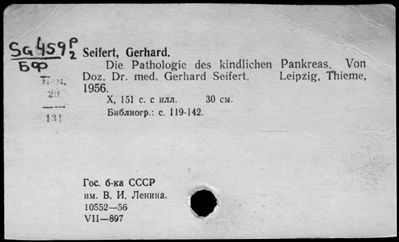 SG 459 P/2
БФ
Seifert, Gerhard.
Die Pathologie des kindlichen Pankreas. Von
Doz. Dr. med. Gerhard Seifert. Leipzig, Thieme,
1956.
X, 151 с. с илл. 30 см.
Библиогр.: с. 119-142.
131
Гос. б-ка СССР
им. В. И. Ленина.
10552—56
VII—897